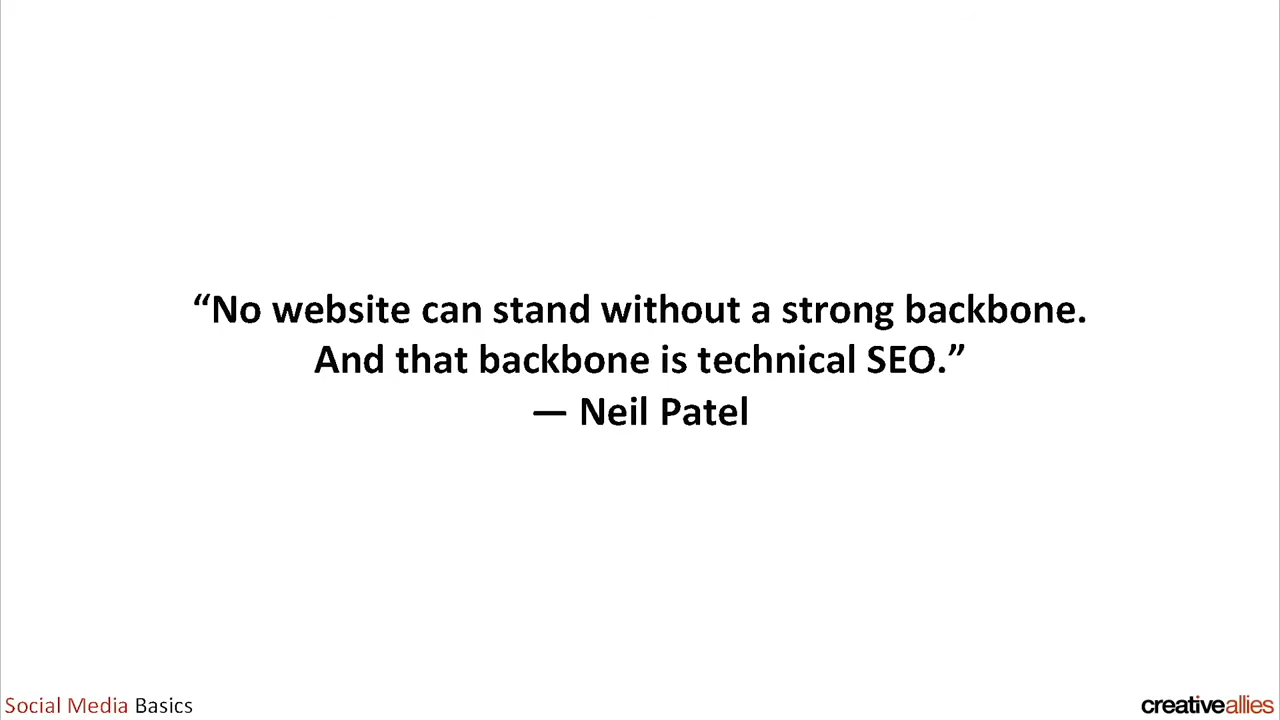 “No website can stand without a strong backbone.
And that backbone is technical SEO.”
— Neil Patel
Social Media Basics
creativeallies